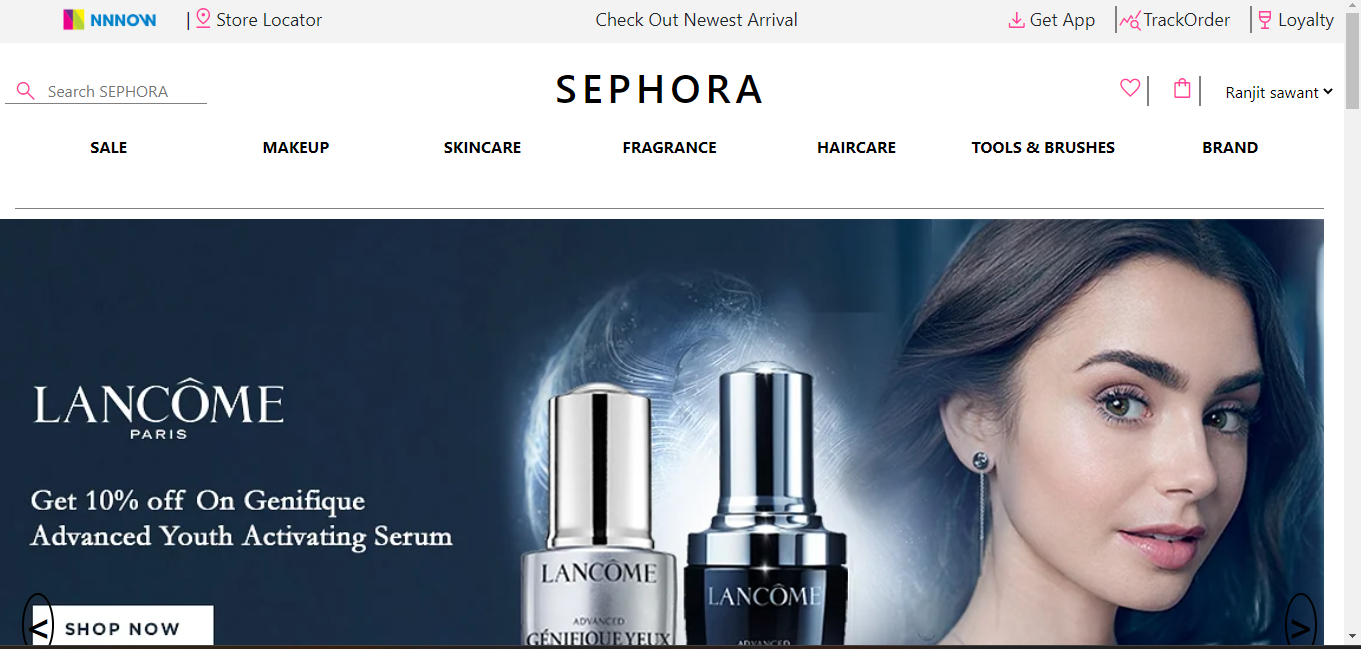 NNNOW
Store Locator
Check Out Newest Arrival
Get App
TrackOrder
Loyalty
Search SEPHORA
SEPHORA
Ranjit sawant
SALE
MAKEUP
SKINCARE
FRAGRANCE
HAIRCARE
TOOLS & BRUSHES
BRAND
LANCÔME
PARIS
Get 10% off On Genifique
Advanced Youth Activating Serum
< SHOP NOW
LANCÔME
ADVANCED
GÉNIFIQUE YEUX
LANCÔME
ADVANCED
>